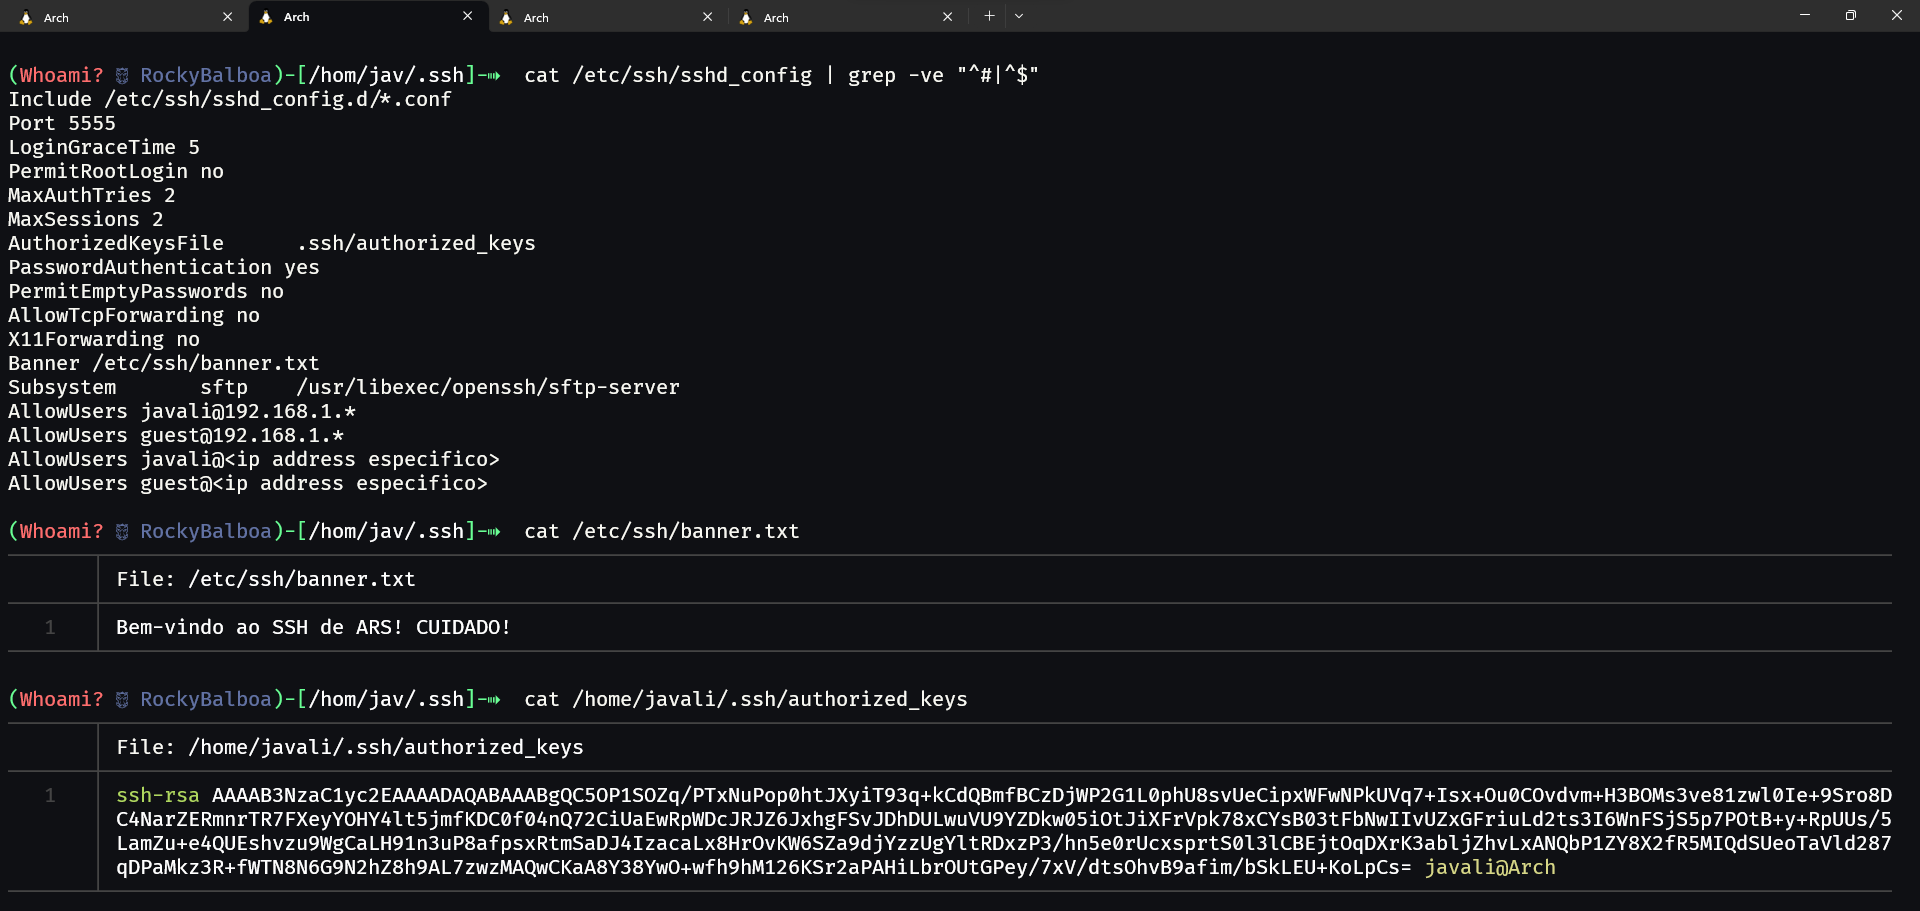 Arch
Arch
Arch
Arch
(Whoami? RockyBalboa)-[/hom/jav/.ssh]-➠ cat /etc/ssh/sshd_config | grep -ve "^#|^$"
Include /etc/ssh/sshd_config.d/*.conf
Port 5555
LoginGraceTime 5
PermitRootLogin no
MaxAuthTries 2
MaxSessions 2
AuthorizedKeysFile      .ssh/authorized_keys
PasswordAuthentication yes
PermitEmptyPasswords no
AllowTcpForwarding no
X11Forwarding no
Banner /etc/ssh/banner.txt
Subsystem       sftp    /usr/libexec/openssh/sftp-server
AllowUsers javali@192.168.1.*
AllowUsers guest@192.168.1.*
AllowUsers javali@<ip address especifico>
AllowUsers guest@<ip address especifico>
(Whoami? RockyBalboa)-[/hom/jav/.ssh]-➠ cat /etc/ssh/banner.txt
File: /etc/ssh/banner.txt
1 Bem-vindo ao SSH de ARS! CUIDADO!
(Whoami? RockyBalboa)-[/hom/jav/.ssh]-➠ cat /home/javali/.ssh/authorized_keys
File: /home/javali/.ssh/authorized_keys
1 ssh-rsa AAAAB3NzaC1yc2EAAAADAQABAAABgQC5OP1SOZq/PTxNuPop0htJXyiT93q+kCdQBmfBCzDjWP2G1L0phU8svUeCipxWFwNPkUVq7+Isx+Ou0COvdvm+H3BOMs3ve81zwl0Ie+9Sro8D
C4NarZERmnrTR7FXeyYOHY4lt5jmfKDC0f04nQ72CiUaEwRpWDcJRJZ6JxhgFSvJDhDULwuVU9YZDkw05iOtJiXFrVpk78xCYsB03tFbNwIIvUZxGFriuLd2ts3I6WnFSjS5p7POtB+y+RpUUs/5
LamZu+e4QUEshvzu9WgCaLH91n3uP8afpsxRtmSaDJ4IzacaLx8HrOvKW6SZa9djYzzUgYltRDxzP3/hn5e0rUcxsprtS0l3lCBEjtOqDXrK3abljZhvLxANQbP1ZY8X2fR5MIQdSUeoTaVld287
qDPaMkz3R+fWTN8N6G9N2hZ8h9AL7zwzMAQwCKaA8Y38YwO+wfh9hM126KSr2aPAHiLbrOUtGPey/7xV/dtsOhvB9afim/bSkLEU+KoLpCs= javali@Arch